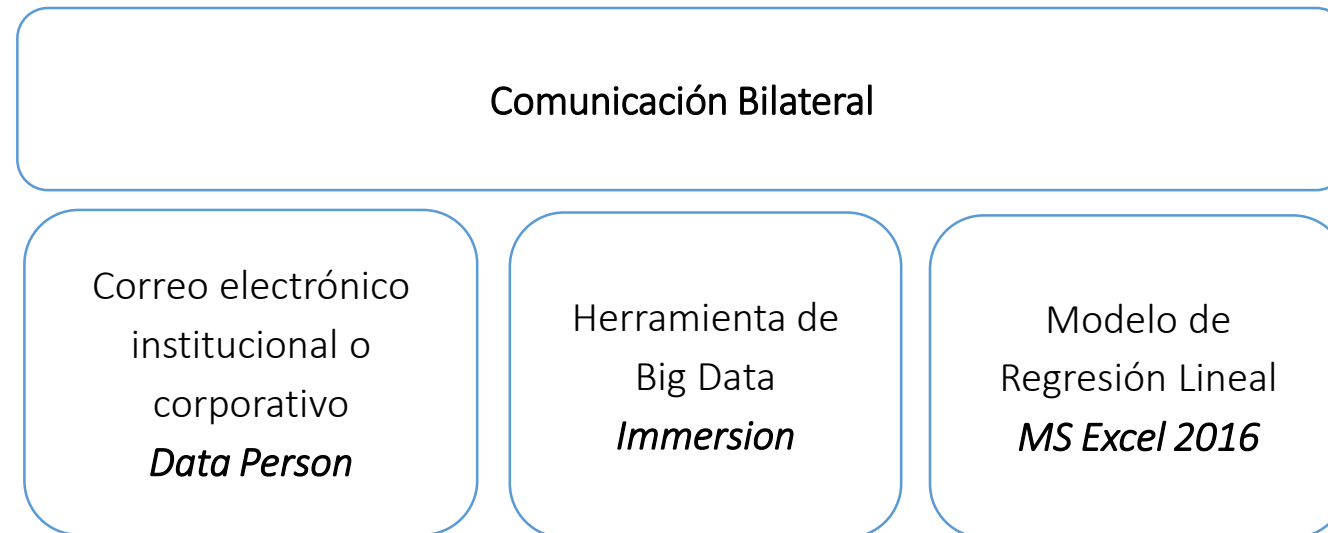 Comunicación Bilateral
Correo electrónico
institucional o
corporativo
Data Person
Herramienta de
Big Data
Immersion
Modelo de
Regresión Lineal
MS Excel 2016